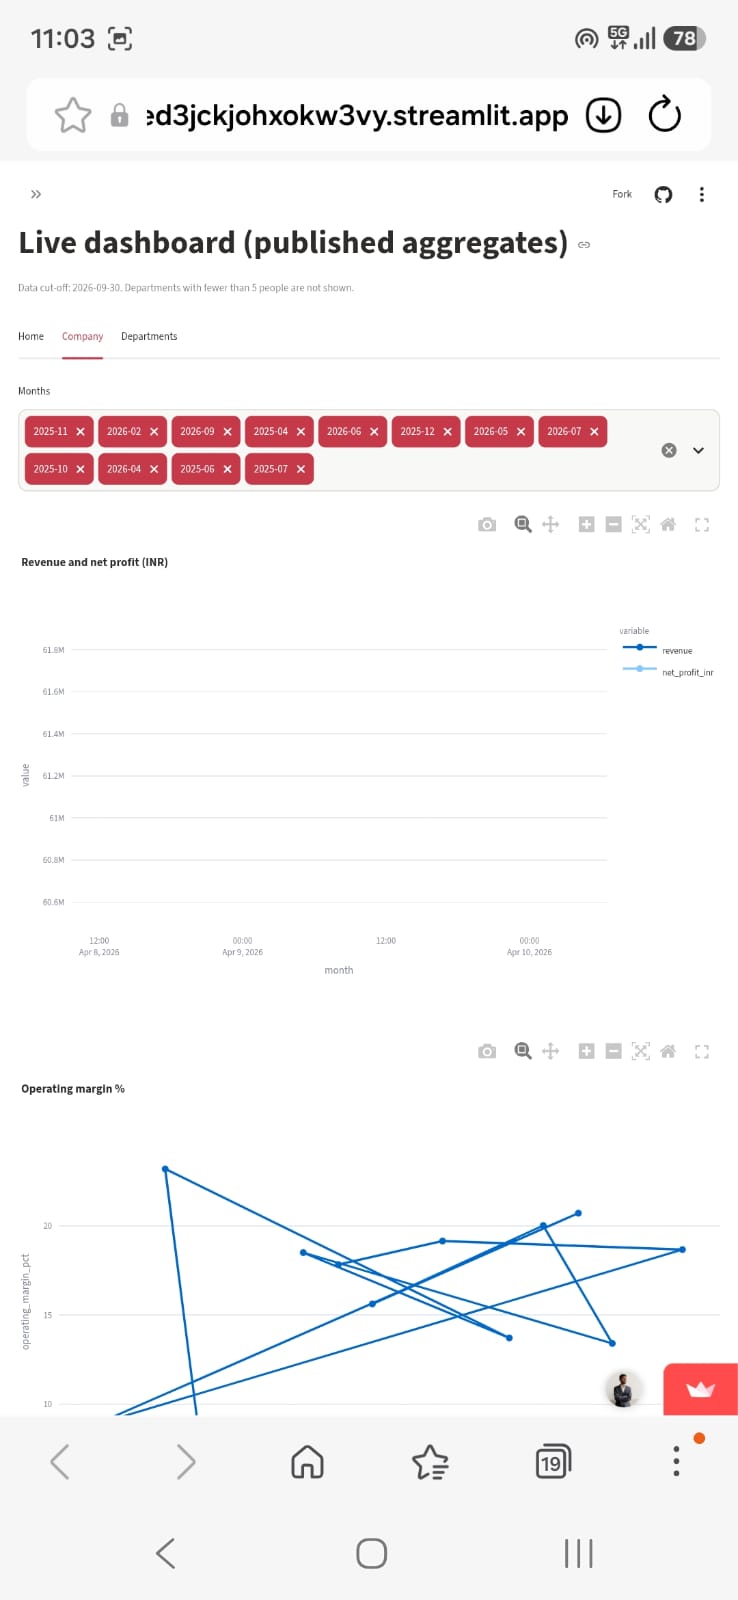 11:03
5G
78
ed3jckjohxokw3vy.streamlit.app
Fork
Live dashboard (published aggregates)
Data cut-off: 2026-09-30. Departments with fewer than 5 people are not shown.
Home Company Departments
Months
2025-11 2026-02 2026-09 2025-04 2026-06 2025-12 2026-05 2026-07
2025-10 2026-04 2025-06 2025-07
Revenue and net profit (INR)
variable
revenue
net_profit_inr
61.8M
61.6M
61.4M
61.2M
61M
60.8M
60.6M
value
12:00 00:00 12:00 00:00
Apr 8, 2026 Apr 9, 2026 Apr 10, 2026
month
Operating margin %
20
15
10
operating_margin_pct
19